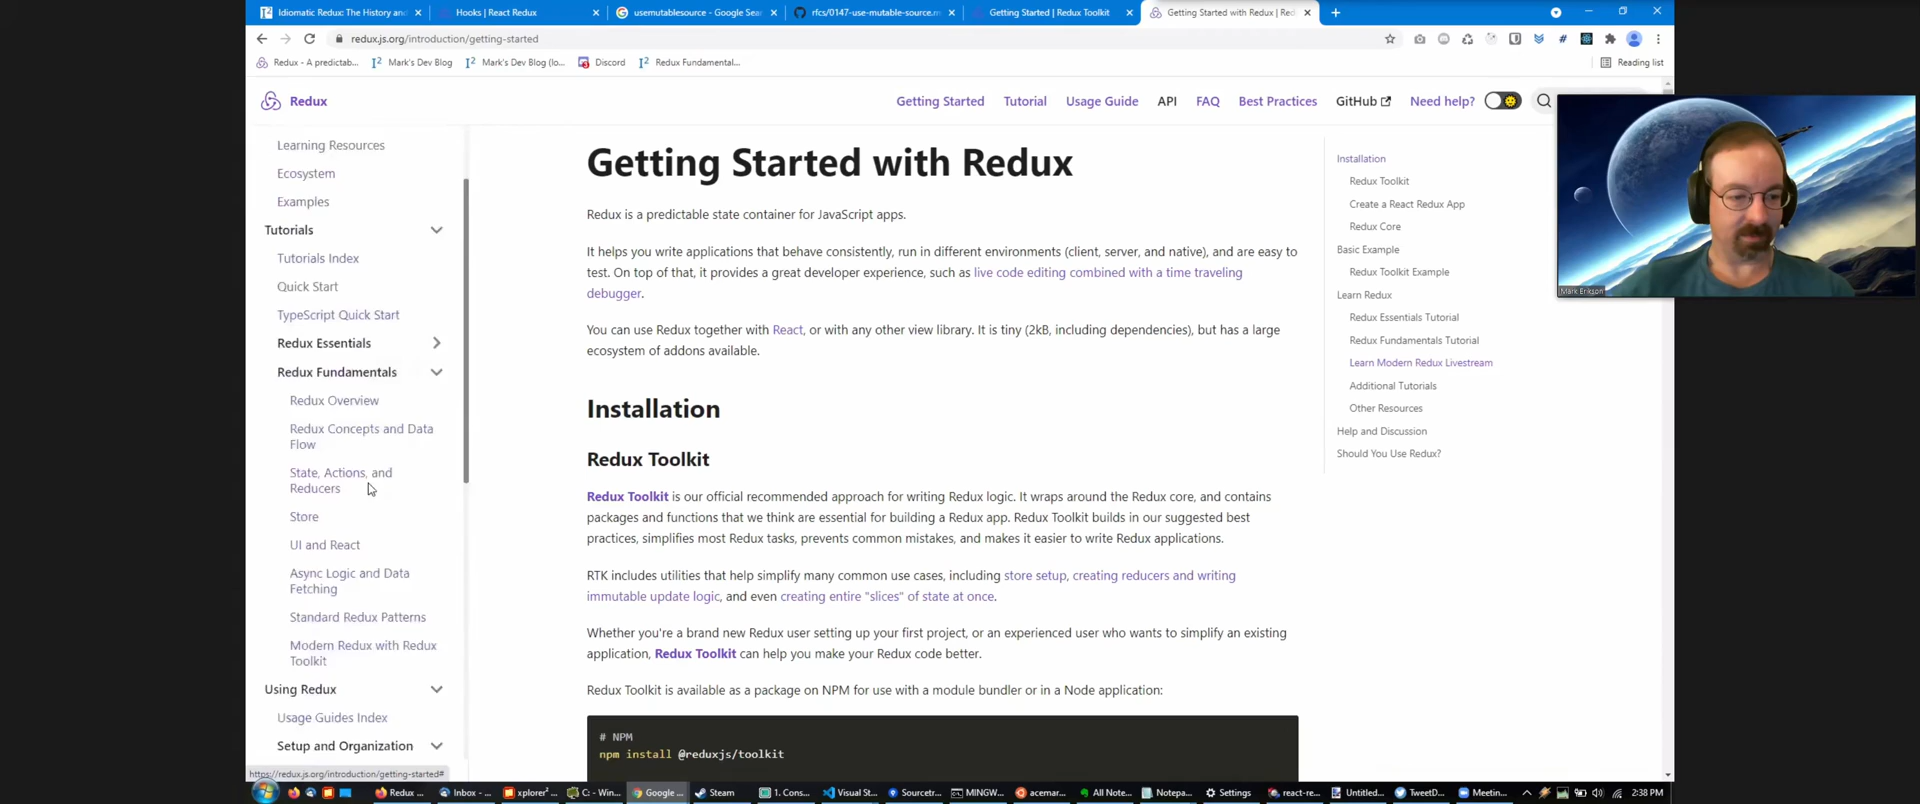 Idiomatic Redux: The History and
Hooks | React Redux
usemutablesource - Google Sea
rfcs/0147-use-mutable-source.m
Getting Started | Redux Toolkit
Getting Started with Redux | Red
redux.js.org/introduction/getting-started
Redux - A predictab...
Mark's Dev Blog
Mark's Dev Blog (lo...
Discord
Redux Fundamental...
Reading list
Redux
Getting Started
Tutorial
Usage Guide
API
FAQ
Best Practices
GitHub
Need help?
Learning Resources
Ecosystem
Examples
Tutorials
Tutorials Index
Quick Start
TypeScript Quick Start
Redux Essentials
Redux Fundamentals
Redux Overview
Redux Concepts and Data
Flow
State, Actions, and
Reducers
Store
UI and React
Async Logic and Data
Fetching
Standard Redux Patterns
Modern Redux with Redux
Toolkit
Using Redux
Usage Guides Index
Setup and Organization
https://redux.js.org/introduction/getting-started#
Getting Started with Redux
Redux is a predictable state container for JavaScript apps.
It helps you write applications that behave consistently, run in different environments (client, server, and native), and are easy to
test. On top of that, it provides a great developer experience, such as live code editing combined with a time traveling
debugger.
You can use Redux together with React, or with any other view library. It is tiny (2kB, including dependencies), but has a large
ecosystem of addons available.
Installation
Redux Toolkit
Redux Toolkit is our official recommended approach for writing Redux logic. It wraps around the Redux core, and contains
packages and functions that we think are essential for building a Redux app. Redux Toolkit builds in our suggested best
practices, simplifies most Redux tasks, prevents common mistakes, and makes it easier to write Redux applications.
RTK includes utilities that help simplify many common use cases, including store setup, creating reducers and writing
immutable update logic, and even creating entire "slices" of state at once.
Whether you're a brand new Redux user setting up your first project, or an experienced user who wants to simplify an existing
application, Redux Toolkit can help you make your Redux code better.
Redux Toolkit is available as a package on NPM for use with a module bundler or in a Node application:
# NPM
npm install @reduxjs/toolkit
Installation
Redux Toolkit
Create a React Redux App
Redux Core
Basic Example
Redux Toolkit Example
Learn Redux
Redux Essentials Tutorial
Redux Fundamentals Tutorial
Learn Modern Redux Livestream
Additional Tutorials
Other Resources
Help and Discussion
Should You Use Redux?
Mark Erikson
Redux ...
Inbox - ...
xplorer² ...
C: - Win...
Google ...
Steam
1. Cons...
Visual St...
Sourcetr...
MINGW...
acemar...
All Note...
Notepa...
Settings
react-re...
Untitled...
TweetD...
Meetin...
2:38 PM